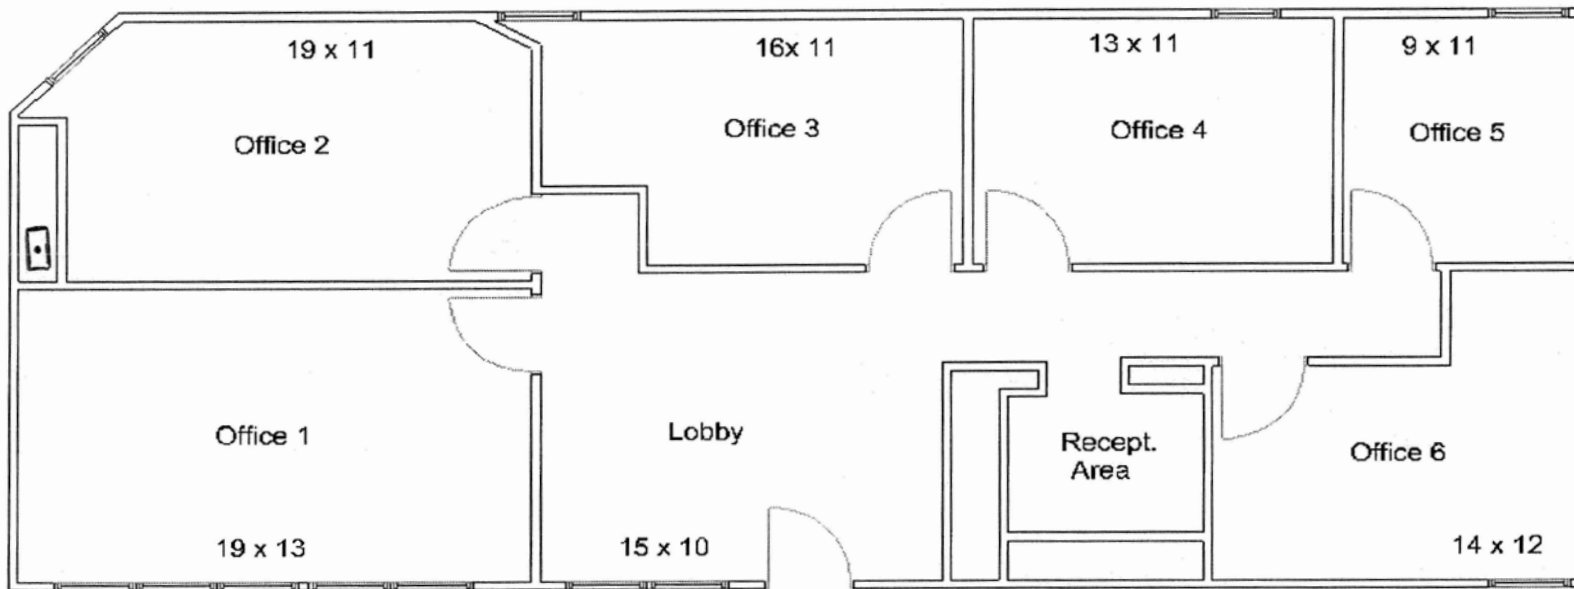 19 x 11
16x 11
13 x 11
9 x 11
Office 2
Office 3
Office 4
Office 5
Office 1
Lobby
Recept.
Area
Office 6
19 x 13
15 x 10
14 x 12